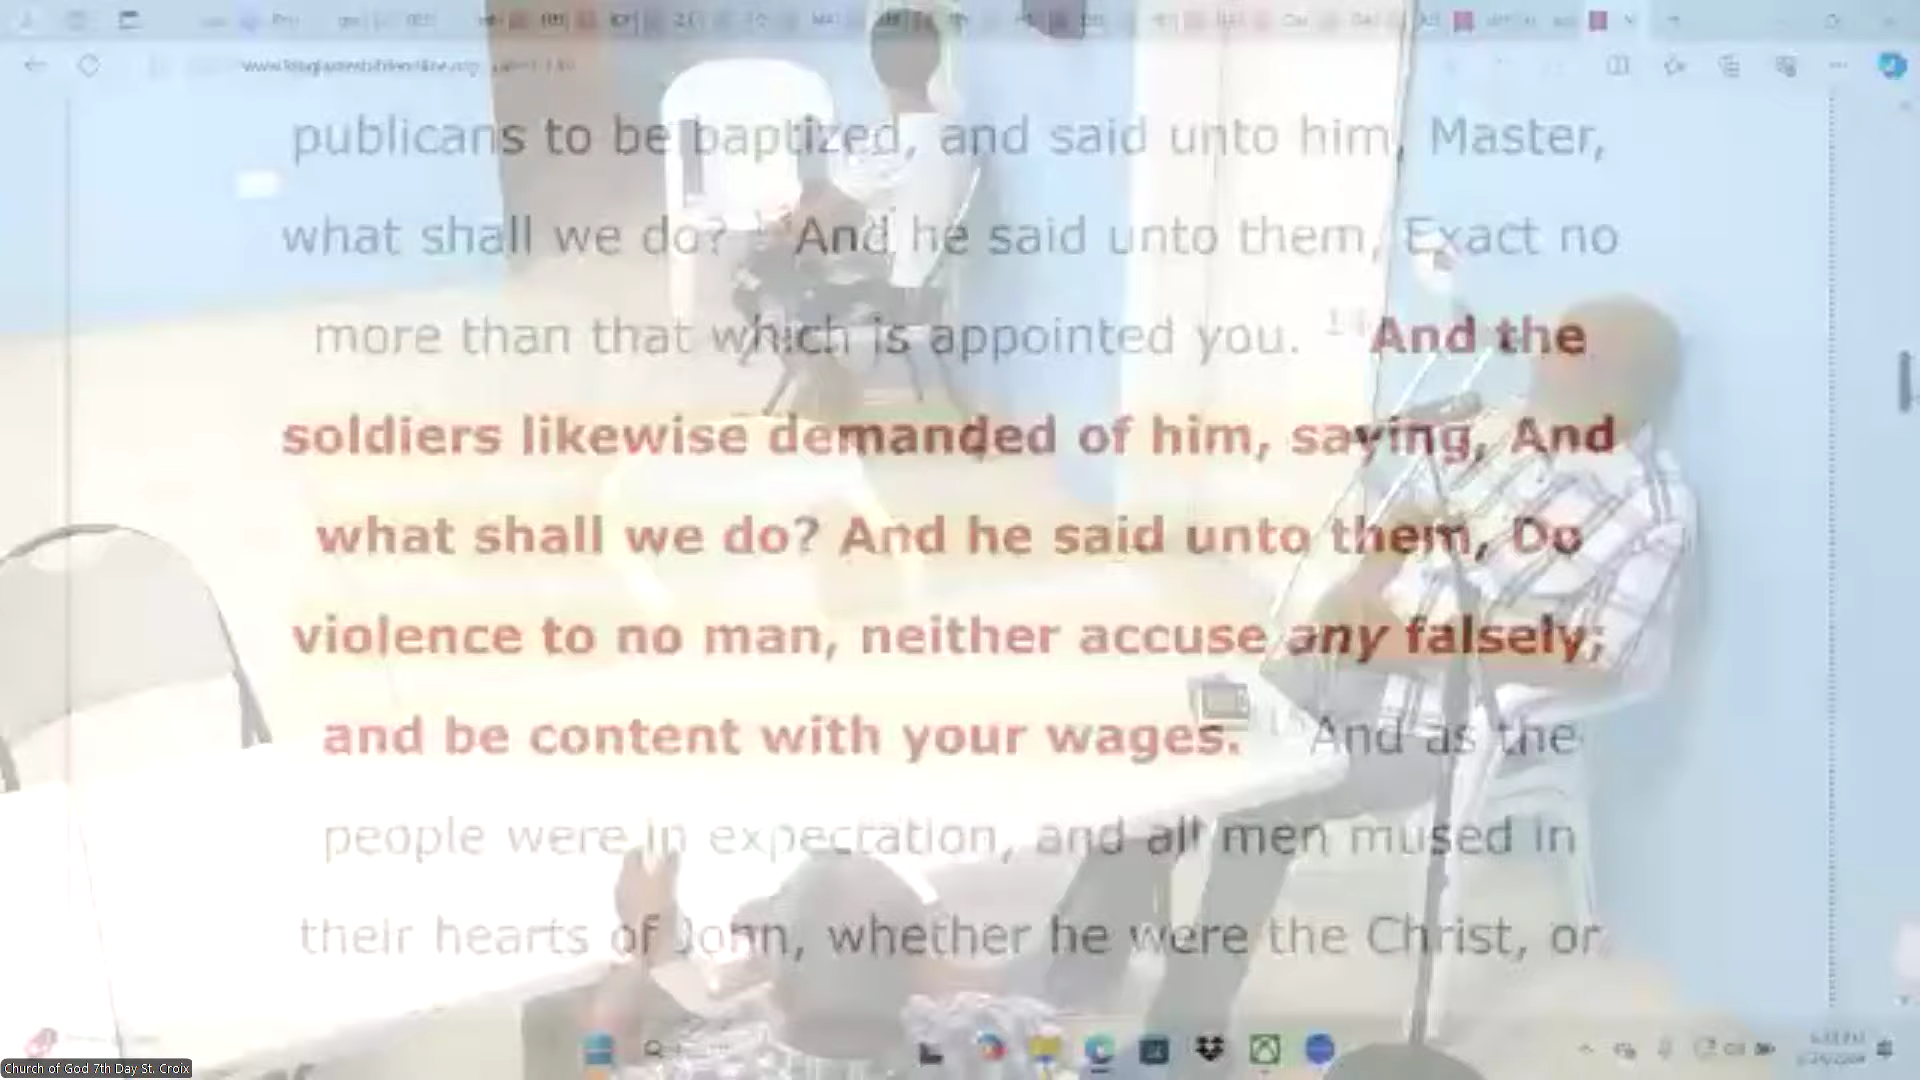 publicans to be baptized, and said unto him, Master,
what shall we do? And he said unto them, Exact no
more than that which is appointed you. 14 And the
soldiers likewise demanded of him, saying, And
what shall we do? And he said unto them, Do
violence to no man, neither accuse any falsely;
and be content with your wages. And as the
people were in expectation, and all men mused in
their hearts of John, whether he were the Christ, or
Church of God 7th Day St. Croix